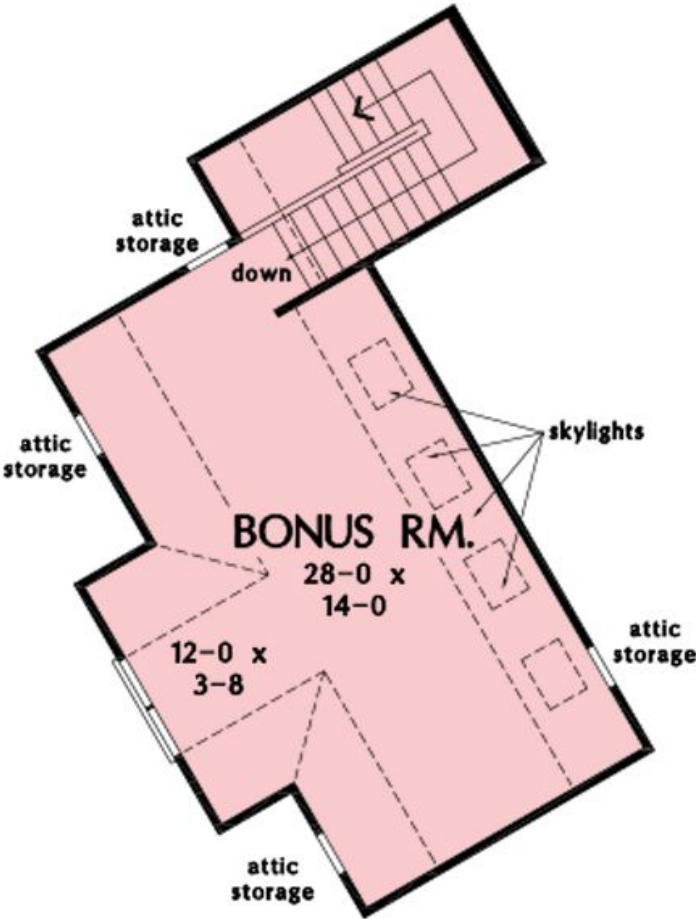 attic
storage
down
attic
storage
skylights
BONUS RM.
28-0 x
14-0
12-0 x
3-8
attic
storage
attic
storage